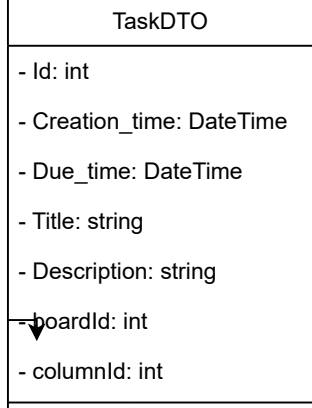 TaskDTO
- Id: int
- Creation_time: DateTime
- Due_time: DateTime
- Title: string
- Description: string
- boardId: int
- columnId: int